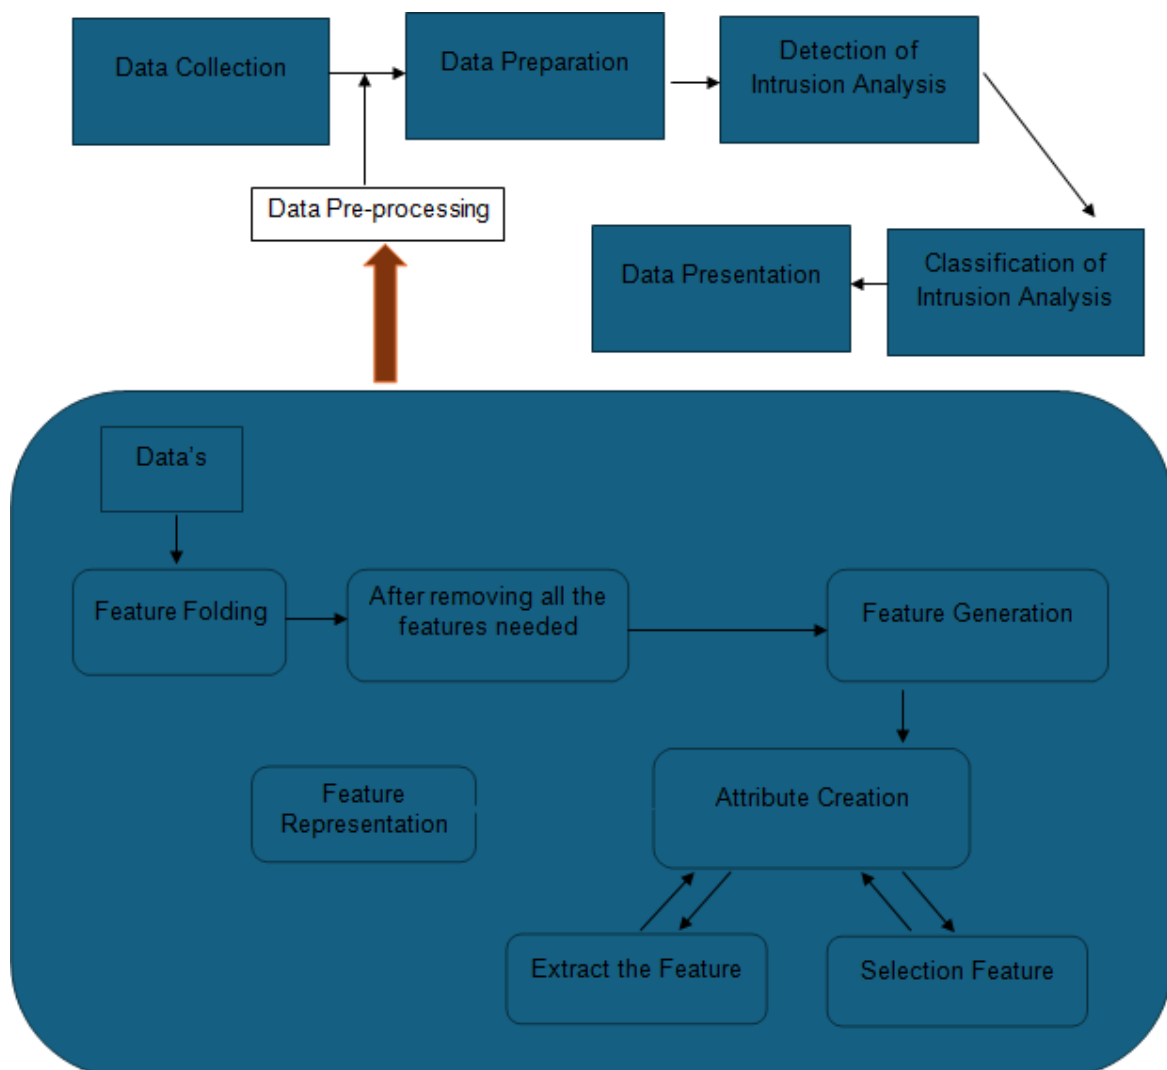 Data Collection
Data Preparation
Detection of
Intrusion Analysis
Data Pre-processing
Data Presentation
Classification of
Intrusion Analysis
Data's
Feature Folding
After removing all the
features needed
Feature Generation
Feature
Representation
Attribute Creation
Extract the Feature
Selection Feature